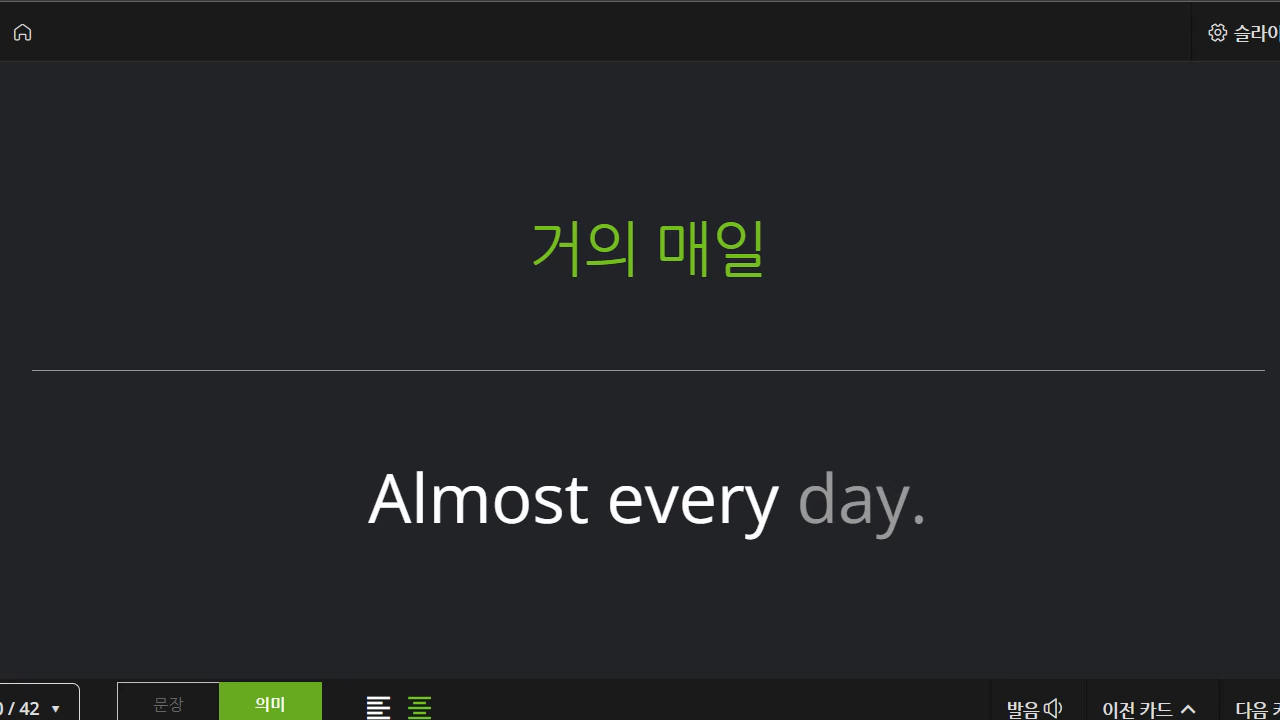 슬라이
거의 매일
Almost every day.
/ 42
문장 의미
발음 이전 카드 다음